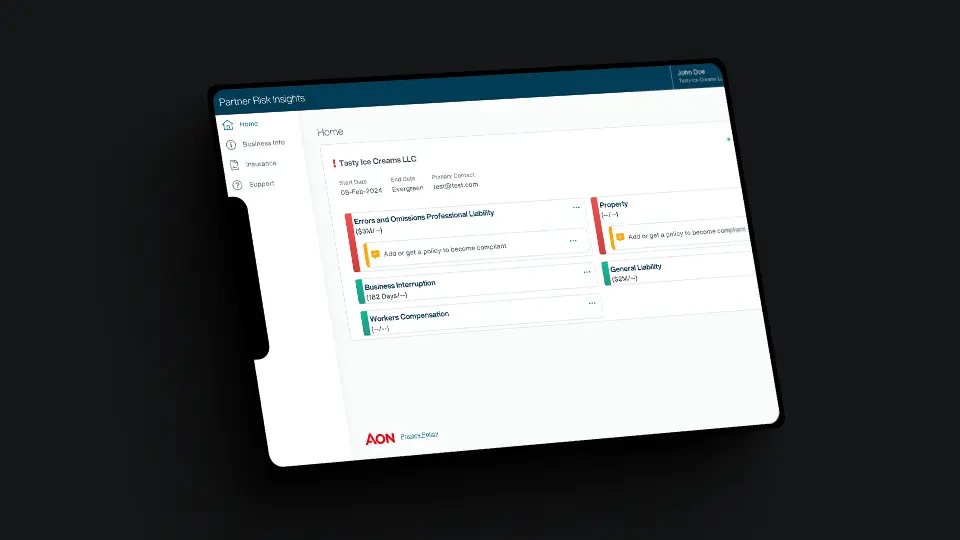 Partner Risk Insights
John Doe
Tasty Ice Creams LL
Home
Business Info
Insurance
Support
Home
! Tasty Ice Creams LLC
Start Date End Date Primary Contact
08-Feb-2024 Evergreen test@test.com
Errors and Omissions Professional Liability
($3M/--)
Add or get a policy to become compliant
Property
(--/--)
Add or get a policy to become compliant
Business Interruption
(182 Days/--)
General Liability
($2M/--)
Workers Compensation
(--/--)
AON Privacy Policy